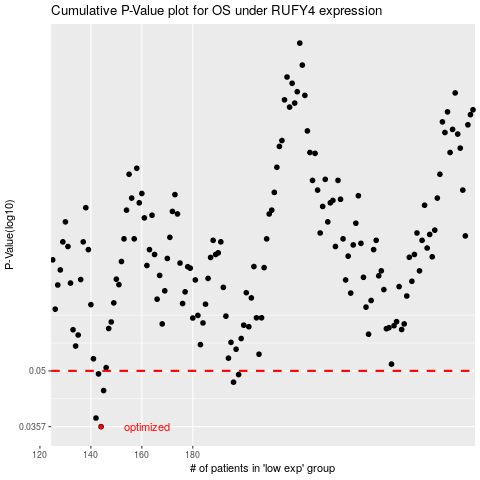 Cumulative P-Value plot for OS under RUFY4 expression
P-Value(log10)
0.05
0.0357
optimized
120 140 160 180
# of patients in 'low exp' group